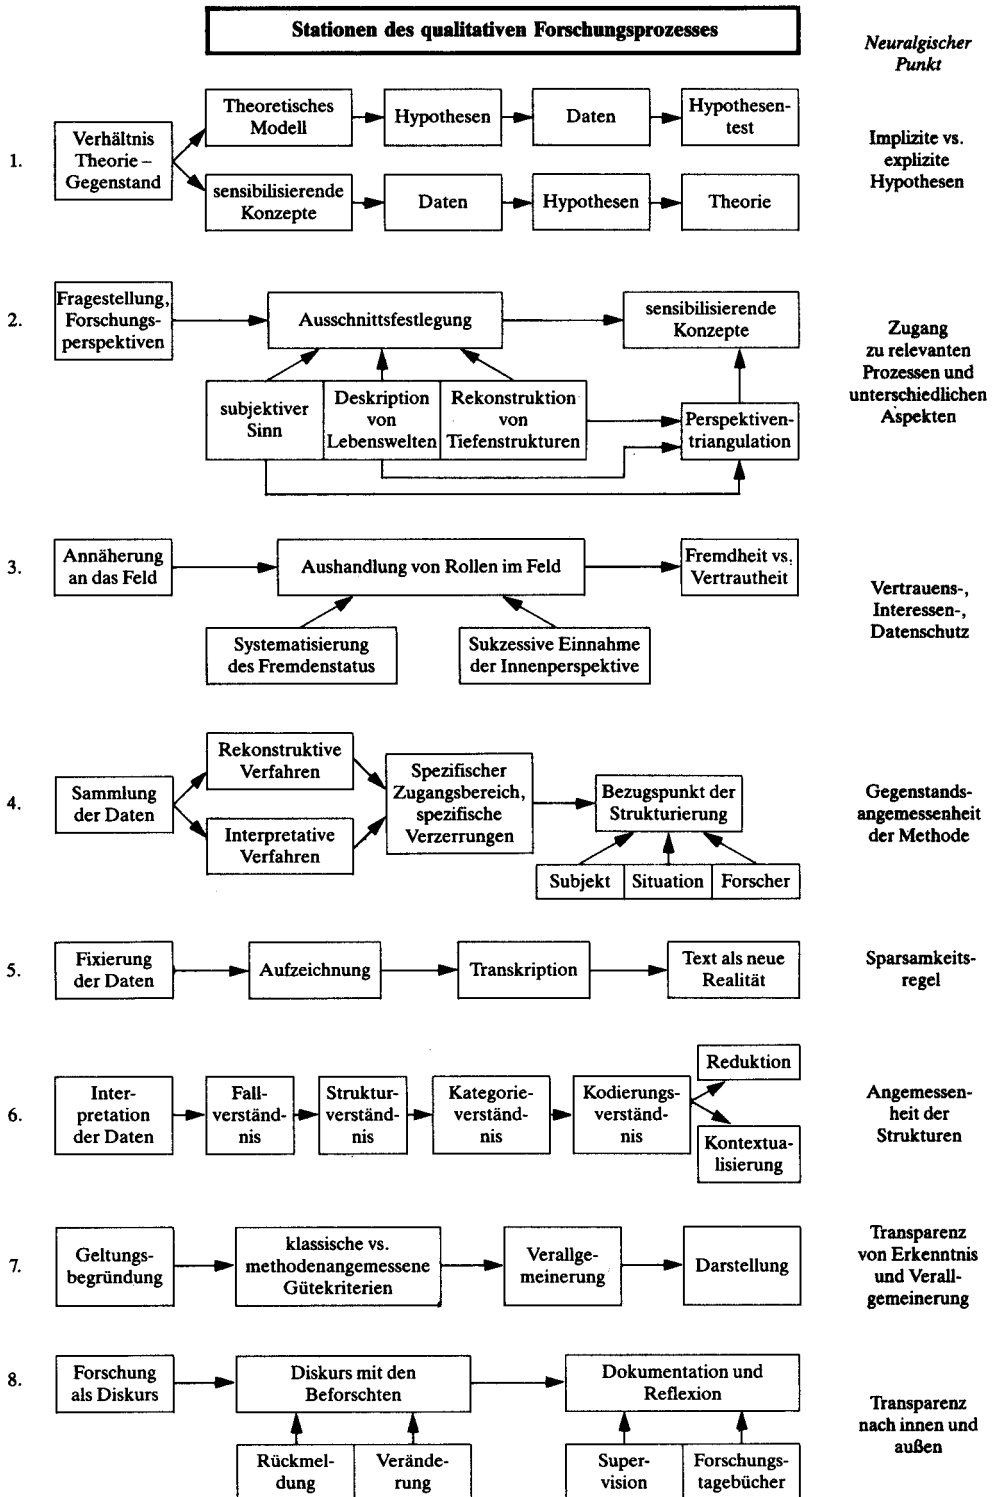 Stationen des qualitativen Forschungsprozesses
Neuralgischer
Punkt
1.
Verhältnis
Theorie –
Gegenstand
Theoretisches
Modell
Hypothesen
Daten
Hypothesen-
test
sensibilisierende
Konzepte
Daten
Hypothesen
Theorie
Implizite vs.
explizite
Hypothesen
2.
Fragestellung,
Forschungs-
perspektiven
Ausschnittsfestlegung
sensibilisierende
Konzepte
subjektiver
Sinn
Deskription
von
Lebenswelten
Rekonstruktion
von
Tiefenstrukturen
Perspektiven-
triangulation
Zugang
zu relevanten
Prozessen und
unterschiedlichen
Aspekten
3.
Annäherung
an das Feld
Aushandlung von Rollen im Feld
Fremdheit vs.
Vertrautheit
Systematisierung
des Fremdenstatus
Sukzessive Einnahme
der Innenperspektive
Vertrauens-,
Interessen-,
Datenschutz
4.
Sammlung
der Daten
Rekonstruktive
Verfahren
Interpretative
Verfahren
Spezifischer
Zugangsbereich,
spezifische
Verzerrungen
Bezugspunkt der
Strukturierung
Subjekt
Situation
Forscher
Gegenstands-
angemessenheit
der Methode
5.
Fixierung
der Daten
Aufzeichnung
Transkription
Text als neue
Realität
Sparsamkeits-
regel
6.
Inter-
pretation
der Daten
Fall-
verständ-
nis
Struktur-
verständ-
nis
Kategorie-
verständ-
nis
Kodierungs-
verständ-
nis
Reduktion
Kontextua-
lisierung
Angemessen-
heit der
Strukturen
7.
Geltungs-
begründung
klassische vs.
methodenangemessene
Gütekriterien
Verallge-
meinerung
Darstellung
Transparenz
von Erkenntnis
und Verall-
gemeinerung
8.
Forschung
als Diskurs
Diskurs mit den
Beforschten
Dokumentation und
Reflexion
Rückmel-
dung
Verände-
rung
Super-
vision
Forschungs-
tagebücher
Transparenz
nach innen und
außen